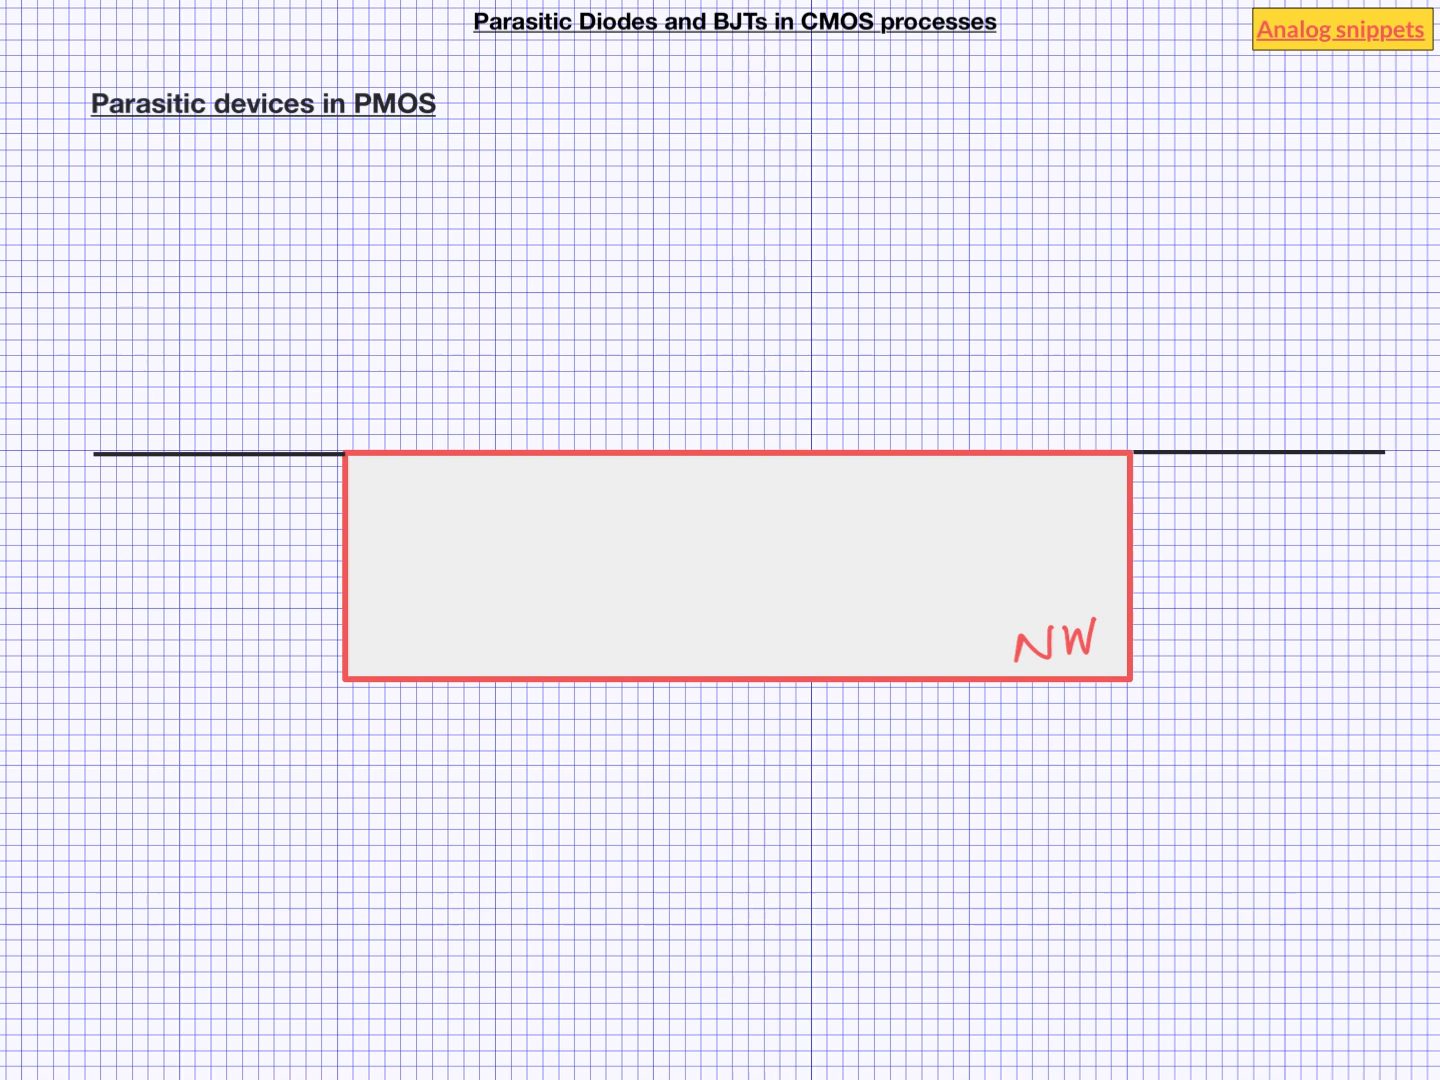 Parasitic Diodes and BJTs in CMOS processes
Analog snippets
Parasitic devices in PMOS
NW